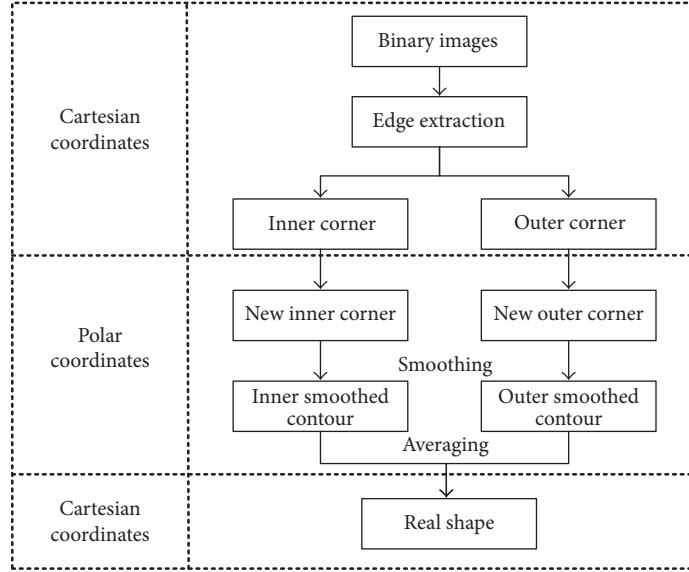 Binary images
Cartesian
coordinates
Edge extraction
Inner corner
Outer corner
Polar
coordinates
New inner corner
New outer corner
Smoothing
Inner smoothed
contour
Outer smoothed
contour
Averaging
Cartesian
coordinates
Real shape